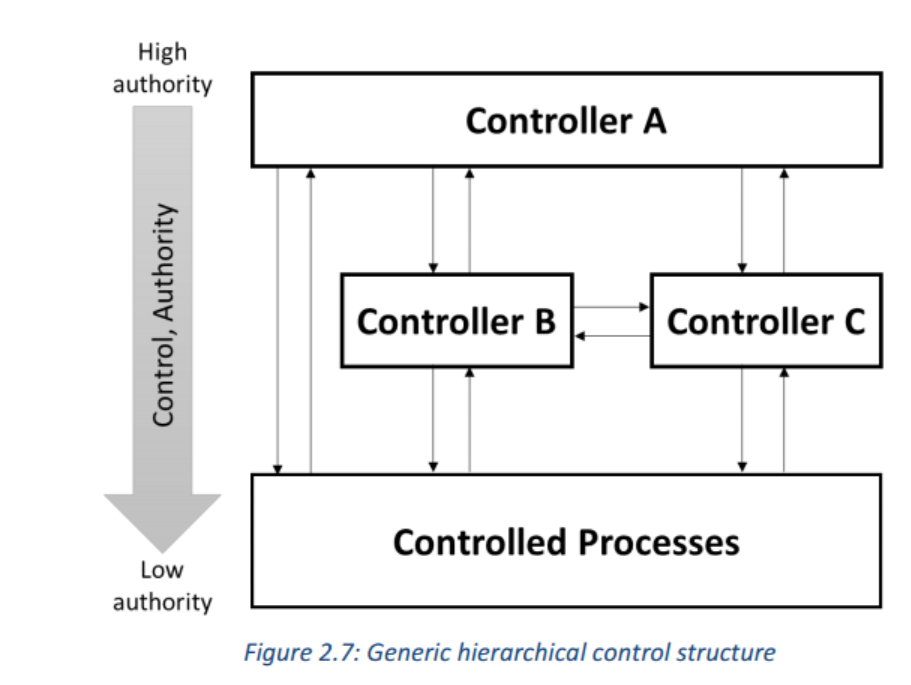 High
authority
Controller A
Control, Authority
Controller B
Controller C
Controlled Processes
Low
authority
Figure 2.7: Generic hierarchical control structure